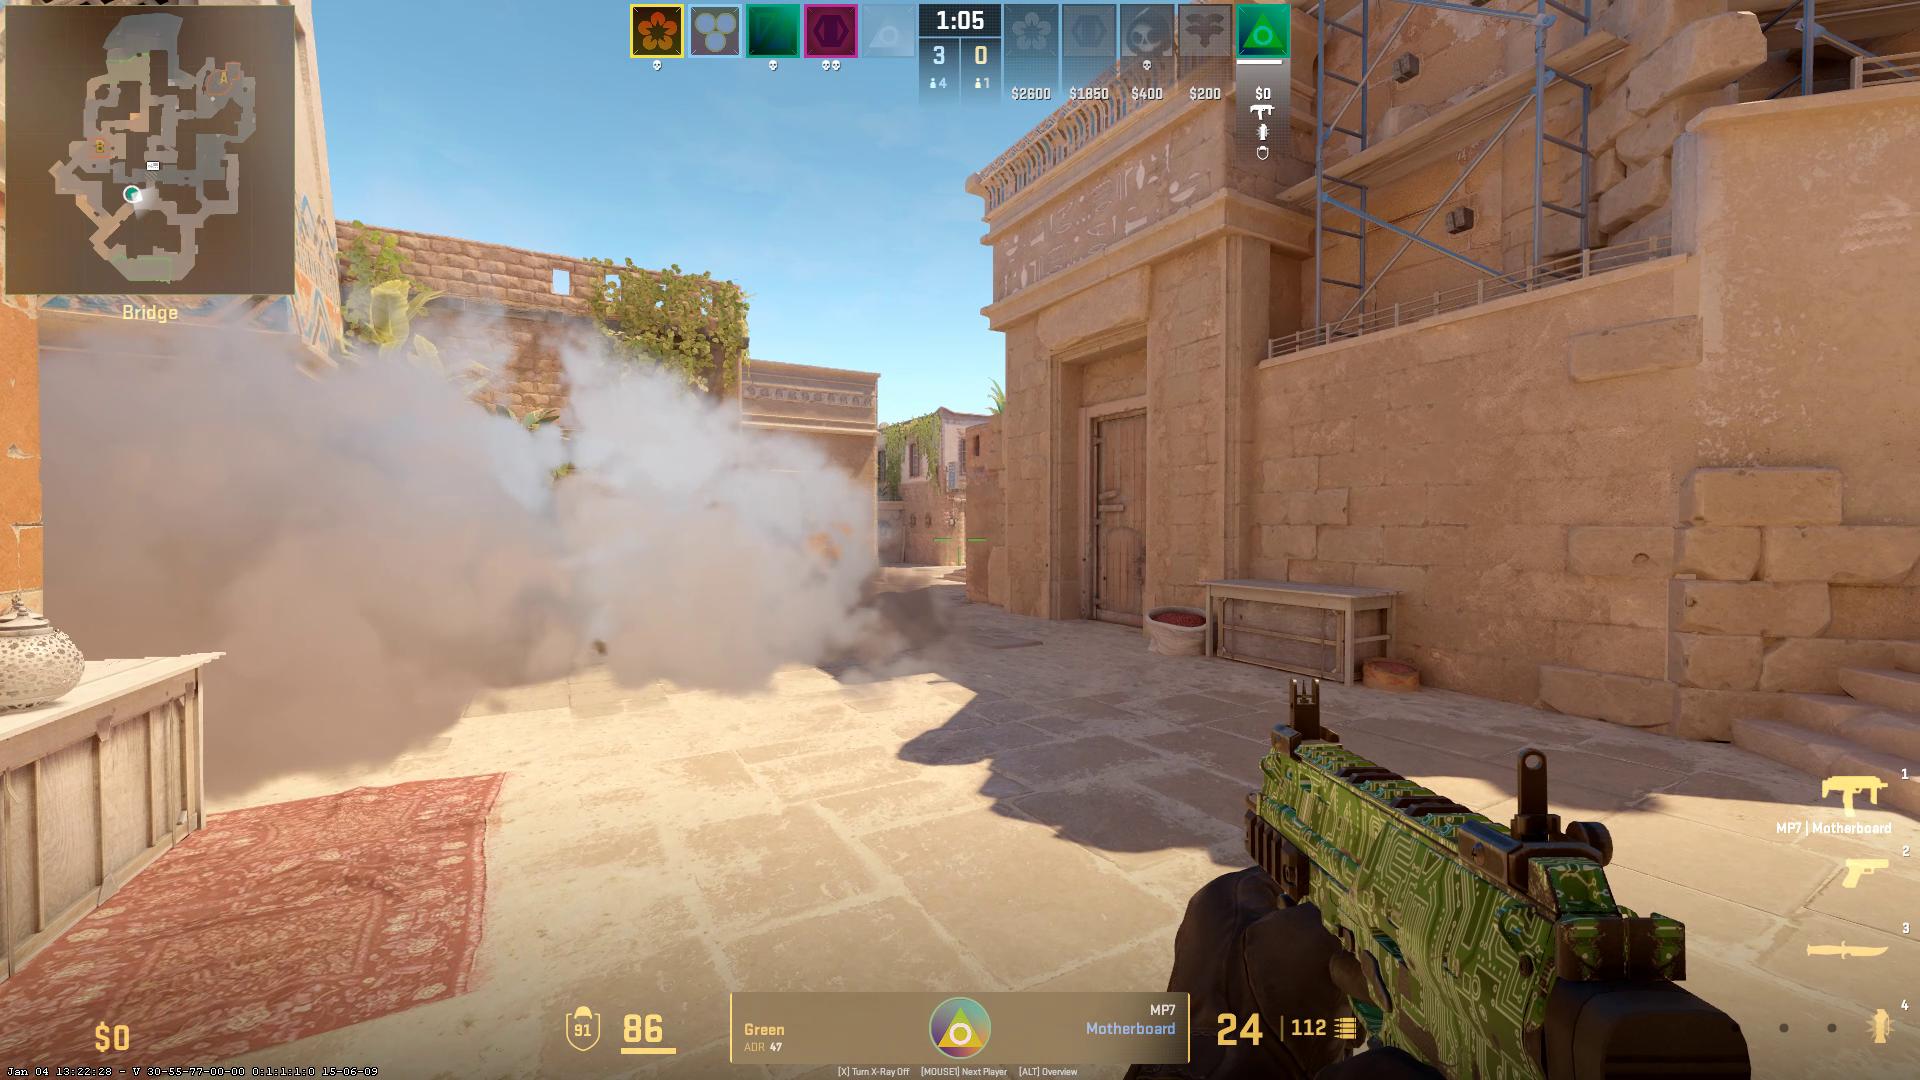 1:05
3 0
4 1
$2600 $1850 $400 $200 $0
A
B
Bridge
1
MP7 | Motherboard
2
3
4
$0
91 86
Green
ADR 47
MP7
Motherboard
24 | 112
[X] Turn X-Ray Off [MOUSE1] Next Player [ALT] Overview
Jan 04 13:22:28 - V 30-55-77-00-00 0:1:1:1:0 15-06-09